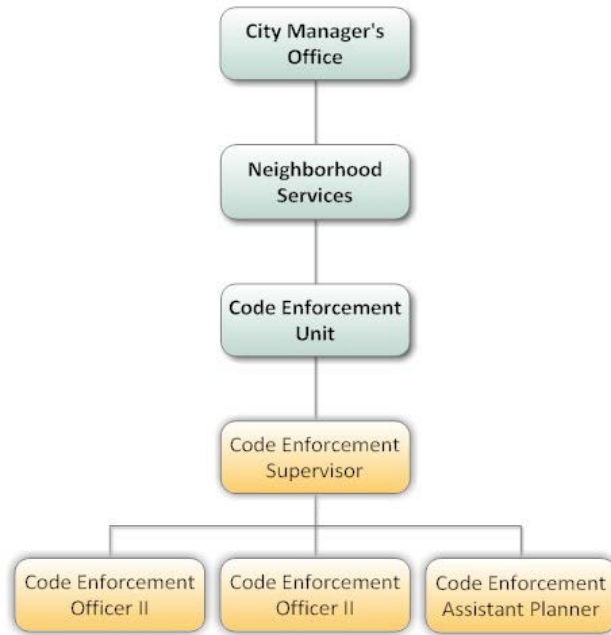 City Manager's
Office
Neighborhood
Services
Code Enforcement
Unit
Code Enforcement
Supervisor
Code Enforcement
Officer II
Code Enforcement
Officer II
Code Enforcement
Assistant Planner